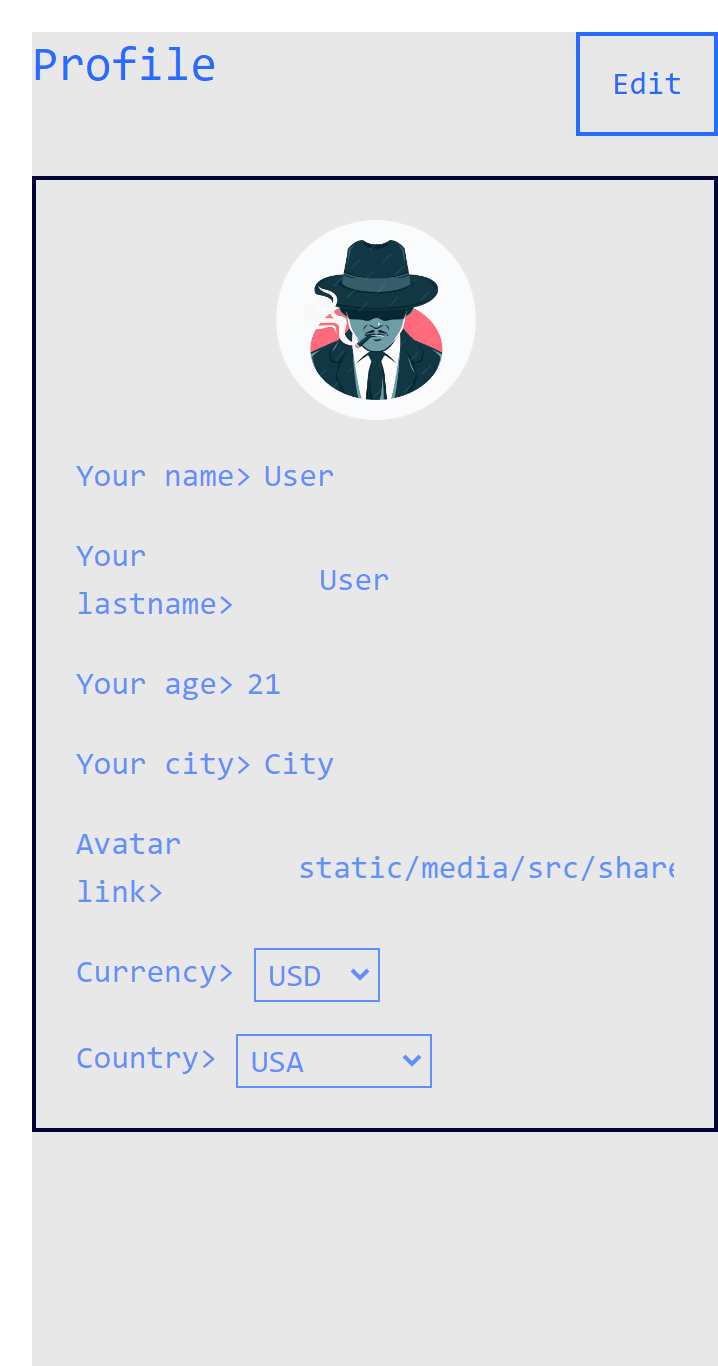 Profile
Edit
Your name> User
Your
lastname>
User
Your age> 21
Your city> City
Avatar
link>
static/media/src/share
Currency> USD
Country> USA